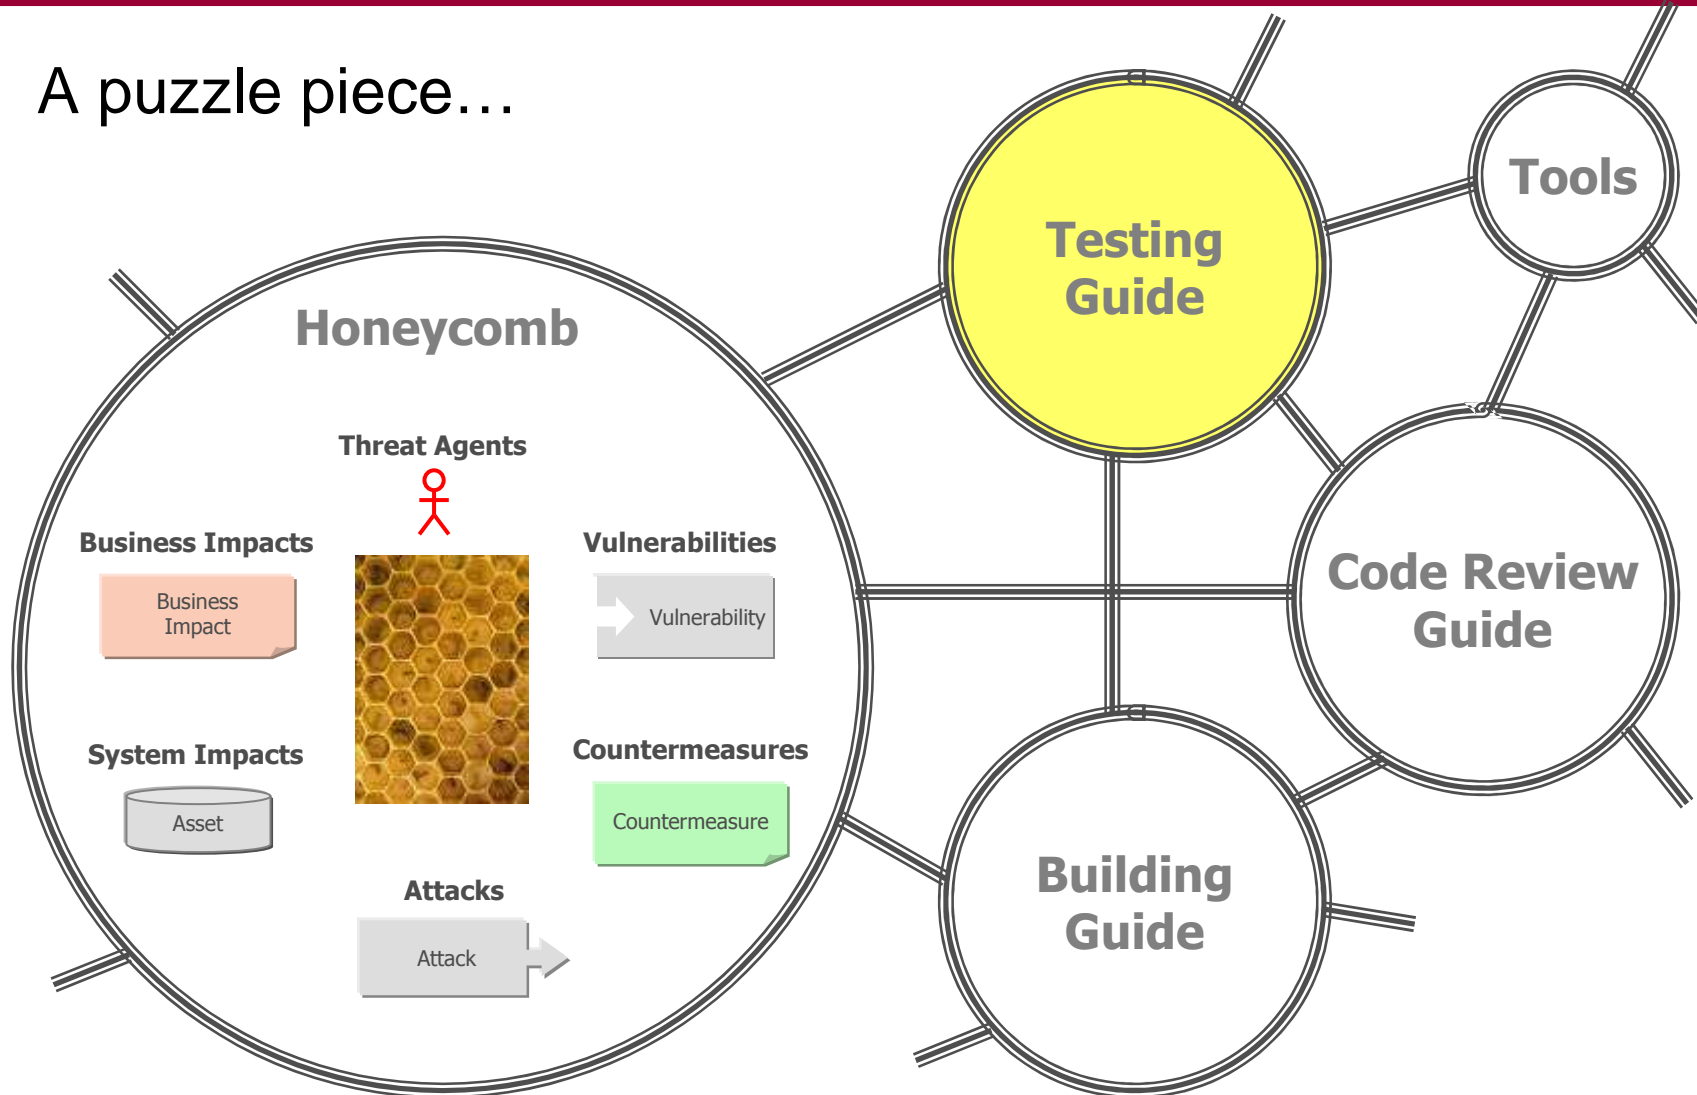 A puzzle piece…
Honeycomb
Threat Agents
Business Impacts
Business
Impact
Vulnerabilities
Vulnerability
System Impacts
Asset
Countermeasures
Countermeasure
Attacks
Attack
Testing
Guide
Tools
Code Review
Guide
Building
Guide